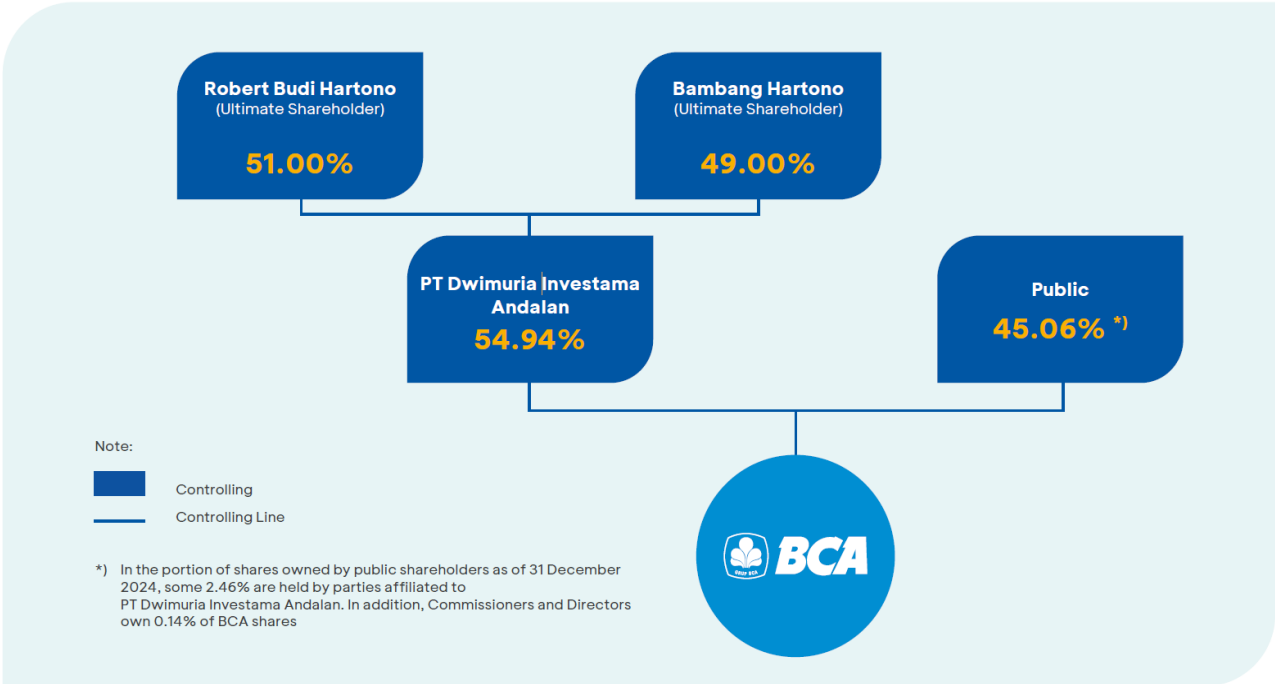 Robert Budi Hartono
(Ultimate Shareholder)
51.00%
Bambang Hartono
(Ultimate Shareholder)
49.00%
PT Dwimuria Investama
Andalan
54.94%
Public
45.06% *)
Note:
Controlling
Controlling Line
*) In the portion of shares owned by public shareholders as of 31 December
2024, some 2.46% are held by parties affiliated to
PT Dwimuria Investama Andalan. In addition, Commissioners and Directors
own 0.14% of BCA shares
BCA